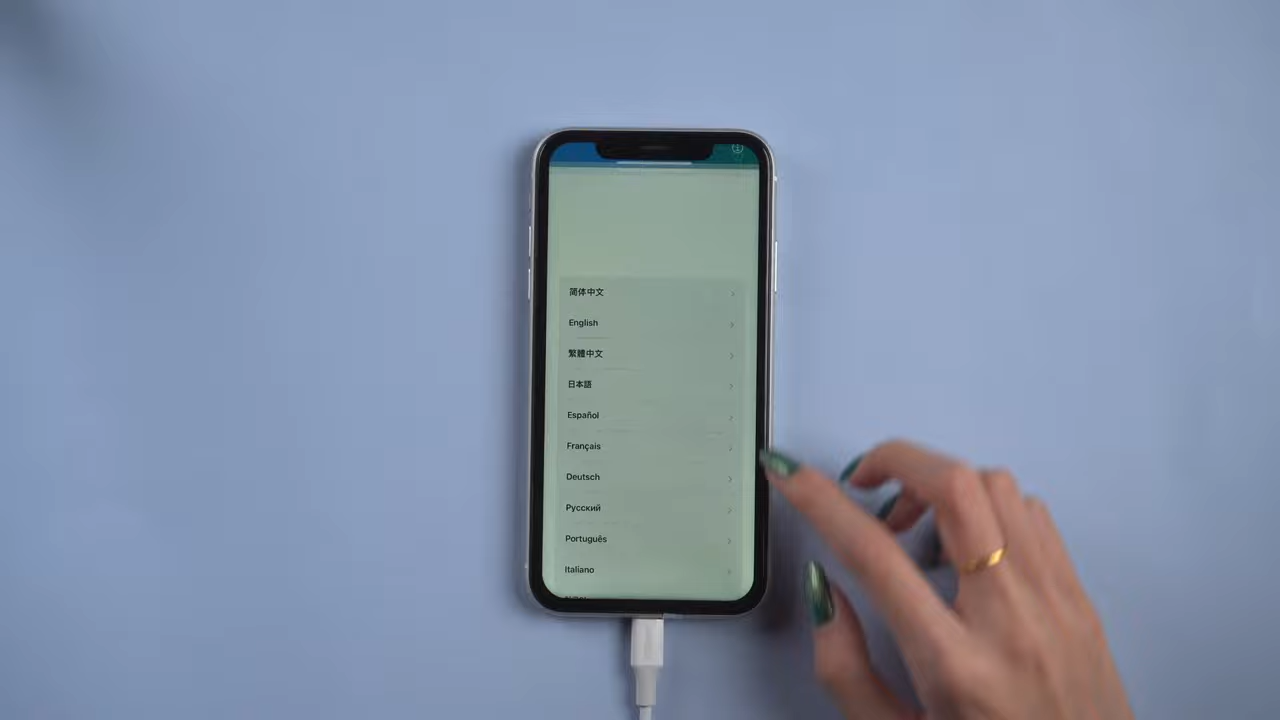 简体中文
English
繁體中文
日本語
Español
Français
Deutsch
Русский
Português
Italiano